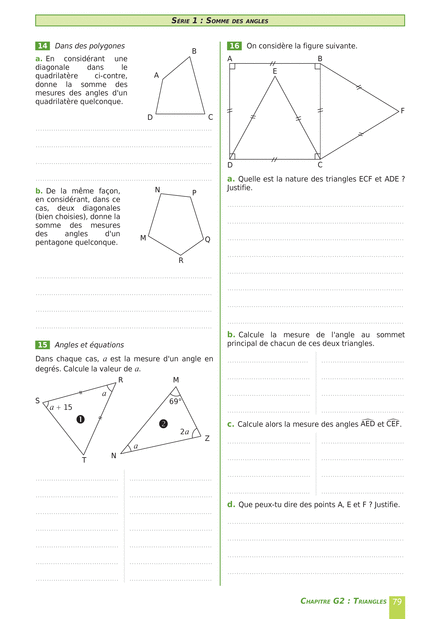 SÉRIE 1 : SOMME DES ANGLES
14 Dans des polygones
a. En considérant une
diagonale dans le
quadrilatère ci-contre,
donne la somme des
mesures des angles d'un
quadrilatère quelconque.
B
A
D
C
b. De la même façon,
en considérant, dans ce
cas, deux diagonales
(bien choisies), donne la
somme des mesures
des angles d'un
pentagone quelconque.
N
P
M
Q
R
15 Angles et équations
Dans chaque cas, a est la mesure d'un angle en
degrés. Calcule la valeur de a.
R
S
a
a + 15
1
T
M
69°
2
2a
Z
a
N
16 On considère la figure suivante.
A
B
E
F
D
C
a. Quelle est la nature des triangles ECF et ADE ?
Justifie.
b. Calcule la mesure de l'angle au sommet
principal de chacun de ces deux triangles.
c. Calcule alors la mesure des angles AED et CEF.
d. Que peux-tu dire des points A, E et F ? Justifie.
CHAPITRE G2 : TRIANGLES 79